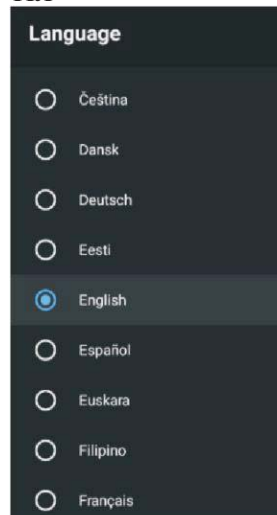 Language
Čeština
Dansk
Deutsch
Eesti
English
Español
Euskara
Filipino
Français